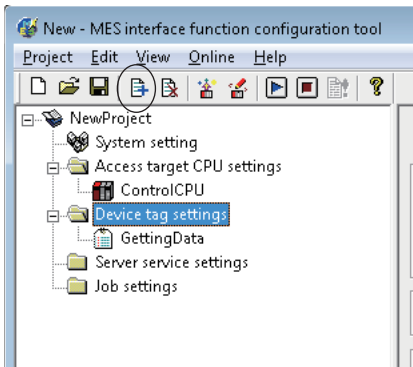 New - MES interface function configuration tool
Project Edit View Online Help
NewProject
System setting
Access target CPU settings
ControlCPU
Device tag settings
GettingData
Server service settings
Job settings